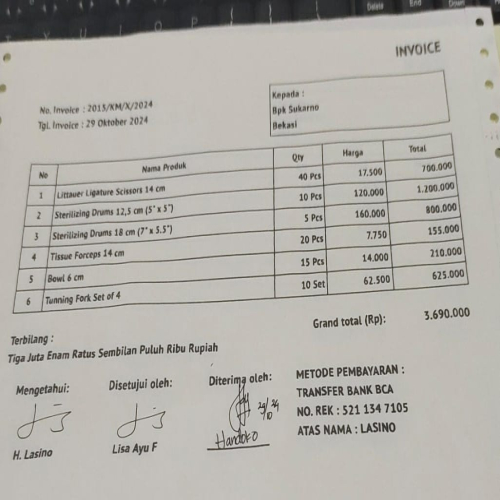 Delete
End
Down
INVOICE
No. Invoice : 2015/KM/X/2024
Tgl. Invoice : 29 Oktober 2024
Kepada :
Bpk Sukarno
Bekasi
No Nama Produk Qty Harga Total
1 Littauer Ligature Scissors 14 cm 40 Pcs 17.500 700.000
2 Sterilizing Drums 12,5 cm (5" x 5") 10 Pcs 120.000 1.200.000
3 Sterilizing Drums 18 cm (7" x 5.5") 5 Pcs 160.000 800.000
4 Tissue Forceps 14 cm 20 Pcs 7.750 155.000
5 Bowl 6 cm 15 Pcs 14.000 210.000
6 Tunning Fork Set of 4 10 Set 62.500 625.000
Grand total (Rp): 3.690.000
Terbilang :
Tiga Juta Enam Ratus Sembilan Puluh Ribu Rupiah
Mengetahui: Disetujui oleh: Diterima oleh:
29/10 24
H. Lasino Lisa Ayu F Handoko
METODE PEMBAYARAN :
TRANSFER BANK BCA
NO. REK : 521 134 7105
ATAS NAMA : LASINO